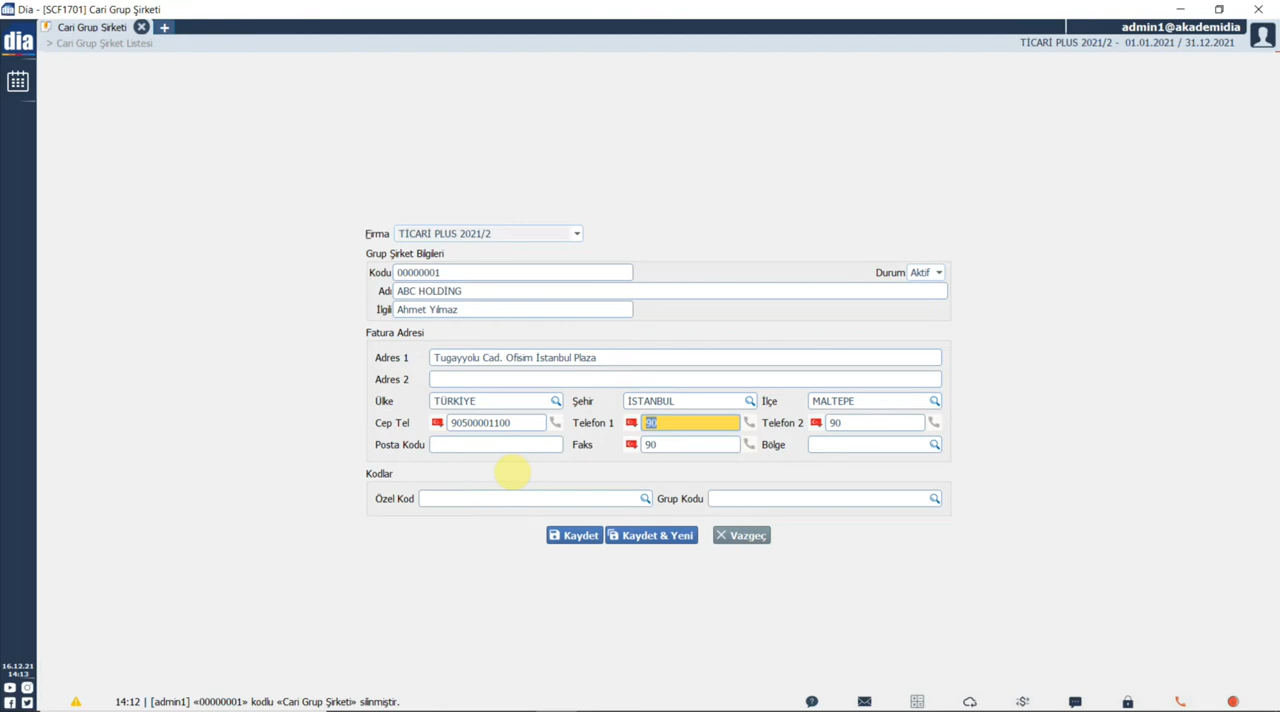 Dia - [SCF1701] Cari Grup Şirketi
Cari Grup Şirketi
admin1@akademidia
dia
> Cari Grup Şirket Listesi
TİCARİ PLUS 2021/2 - 01.01.2021 / 31.12.2021
Firma TİCARİ PLUS 2021/2
Grup Şirket Bilgileri
Kodu 00000001 Durum Aktif
Adı ABC HOLDİNG
İlgili Ahmet Yılmaz
Fatura Adresi
Adres 1 Tugayyolu Cad. Ofisim İstanbul Plaza
Adres 2
Ülke TÜRKİYE Şehir İSTANBUL İlçe MALTEPE
Cep Tel 90500001100 Telefon 1 90 Telefon 2 90
Posta Kodu Faks 90 Bölge
Kodlar
Özel Kod Grup Kodu
Kaydet Kaydet & Yeni Vazgeç
16.12.21
14:13
14:12 | [admin1] «00000001» kodlu «Cari Grup Şirketi» silinmiştir.